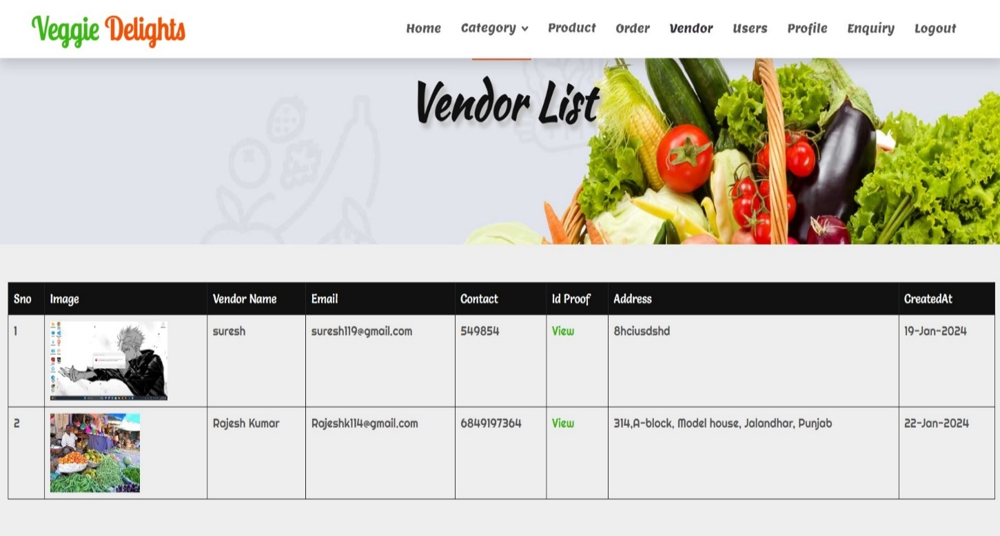 Veggie Delights
Home Category Product Order Vendor Users Profile Enquiry Logout
Vendor List
Sno Image Vendor Name Email Contact Id Proof Address CreatedAt
1 suresh suresh119@gmail.com 549854 View 8hciusdshd 19-Jan-2024
2 Rajesh Kumar Rajeshk114@gmail.com 6849197364 View 314,A-block, Model house, Jalandhar, Punjab 22-Jan-2024